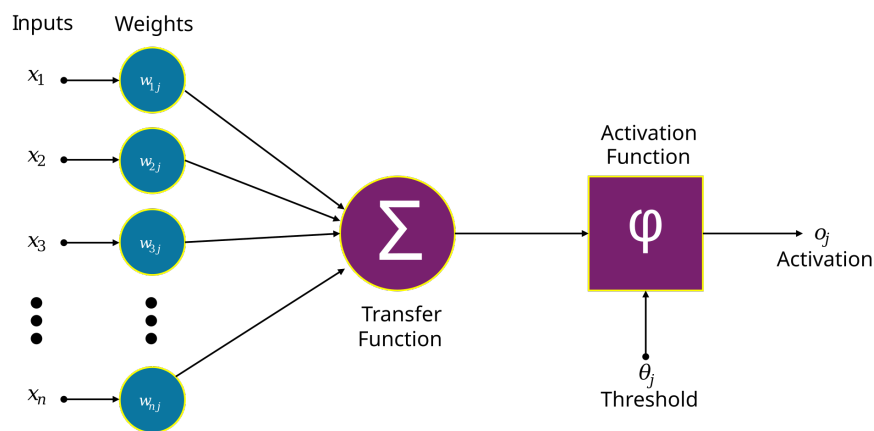 Inputs Weights
x1 w1j
x2 w2j
x3 w3j
xn wnj
Σ
Transfer
Function
Activation
Function
φ
θj
Threshold
oj
Activation